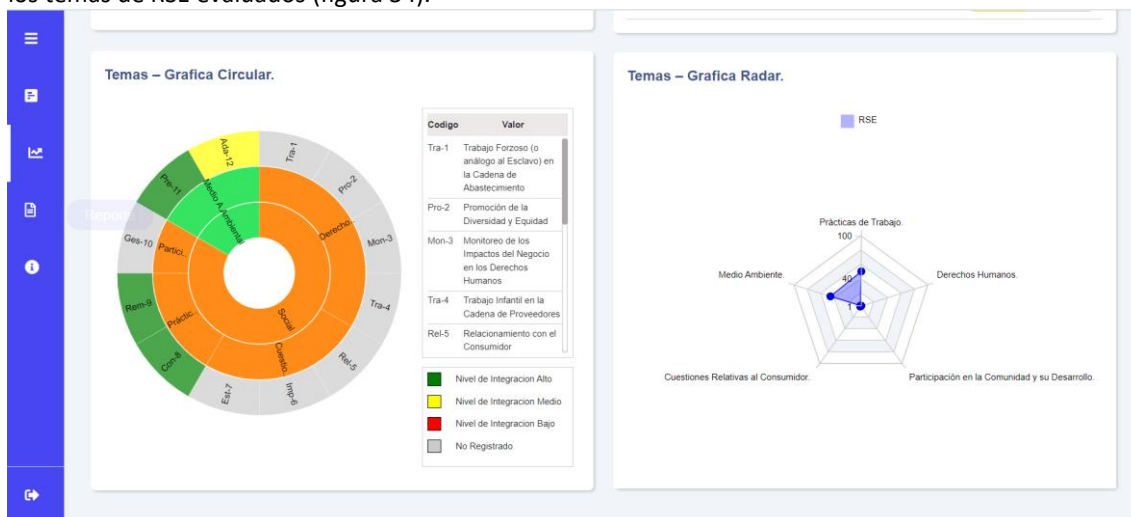 los temas de RSE evaluados (figura 34).
Temas – Grafica Circular.
Ada-12
Tra-1
Pre-11
Pro-2
Medio A.
Ambiental
Derecho..
Ges-10
Partici..
Mon-3
Rem-9
Práctic..
Social
Tra-4
Con-8
Cuestio..
Rel-5
Est-7
Imp-6
Codigo Valor
Tra-1 Trabajo Forzoso (o
análogo al Esclavo) en
la Cadena de
Abastecimiento
Pro-2 Promoción de la
Diversidad y Equidad
Mon-3 Monitoreo de los
Impactos del Negocio
en los Derechos
Humanos
Tra-4 Trabajo Infantil en la
Cadena de Proveedores
Rel-5 Relacionamiento con el
Consumidor
Nivel de Integracion Alto
Nivel de Integracion Medio
Nivel de Integracion Bajo
No Registrado
Reporte
Temas – Grafica Radar.
RSE
Prácticas de Trabajo.
100
Medio Ambiente.
40
Derechos Humanos.
1
Cuestiones Relativas al Consumidor.
Participación en la Comunidad y su Desarrollo.